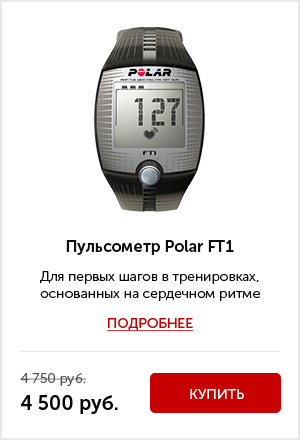 POLAR
127
FT1
Пульсометр Polar FT1
Для первых шагов в тренировках,
основанных на сердечном ритме
ПОДРОБНЕЕ
4 750 руб.
4 500 руб.
КУПИТЬ